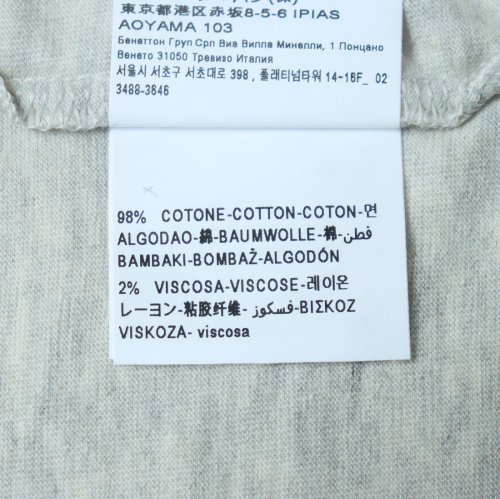 東京都港区赤坂8-5-6 IPIAS
AOYAMA 103
Бенеттон Груп Срл Виа Вилла Минелли, 1 Понцано
Венето 31050 Тревизо Италия
서울시 서초구 서초대로 398, 플래티넘타워 14~16F_ 02
3488-3646
98% COTONE-COTTON-COTON-면
ALGODAO-綿-BAUMWOLLE-棉-قطن
BAMBAKI-BOMBAŽ-ALGODÓN
2% VISCOSA-VISCOSE-레이온
レーヨン-粘胶纤维-فسكوز-ΒΙΣΚΟΖ
VISKOZA- viscosa